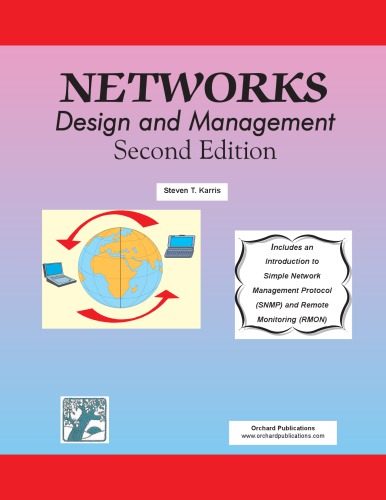 NETWORKS
Design and Management
Second Edition
Steven T. Karris
Includes an
Introduction to
Simple Network
Management Protocol
(SNMP) and Remote
Monitoring (RMON)
Orchard Publications
www.orchardpublications.com